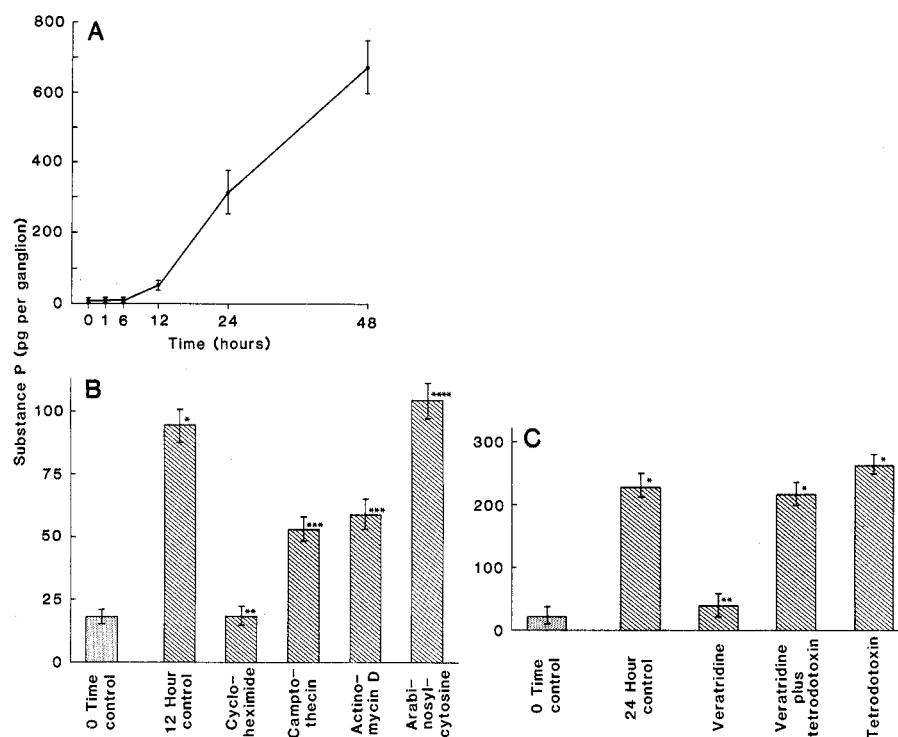 Substance P (pg per ganglion)
A
800
600
400
200
0
0 1 6 12 24 48
Time (hours)
B
100
75
50
25
0
*
**
***
***
****
0 Time
control
12 Hour
control
Cyclo-
heximide
Campto-
thecin
Actino-
mycin D
Arabi-
nosyl-
cytosine
C
300
200
100
0
*
**
*
*
0 Time
control
24 Hour
control
Veratridine
Veratridine
plus
tetrodotoxin
Tetrodotoxin